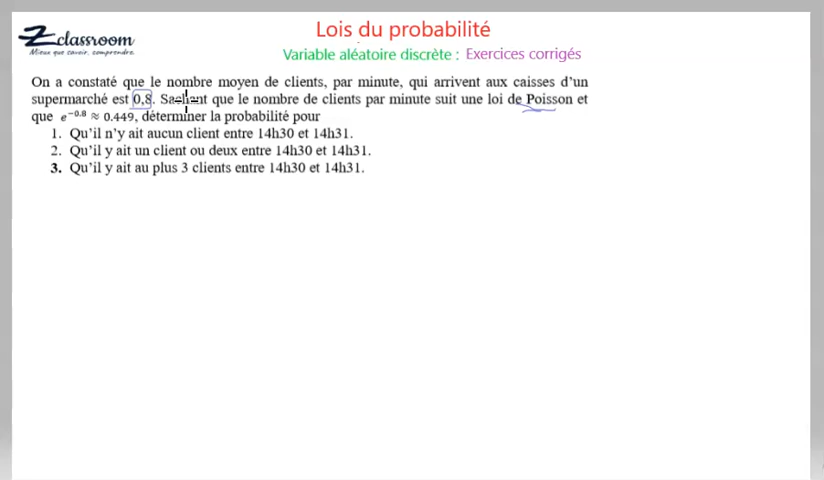 Zclassroom
Mieux que savoir, comprendre.
Lois du probabilité
Variable aléatoire discrète : Exercices corrigés
On a constaté que le nombre moyen de clients, par minute, qui arrivent aux caisses d'un
supermarché est 0,8. Sachant que le nombre de clients par minute suit une loi de Poisson et
que e⁻⁰·⁸ ≈ 0.449, déterminer la probabilité pour
1. Qu'il n'y ait aucun client entre 14h30 et 14h31.
2. Qu'il y ait un client ou deux entre 14h30 et 14h31.
3. Qu'il y ait au plus 3 clients entre 14h30 et 14h31.